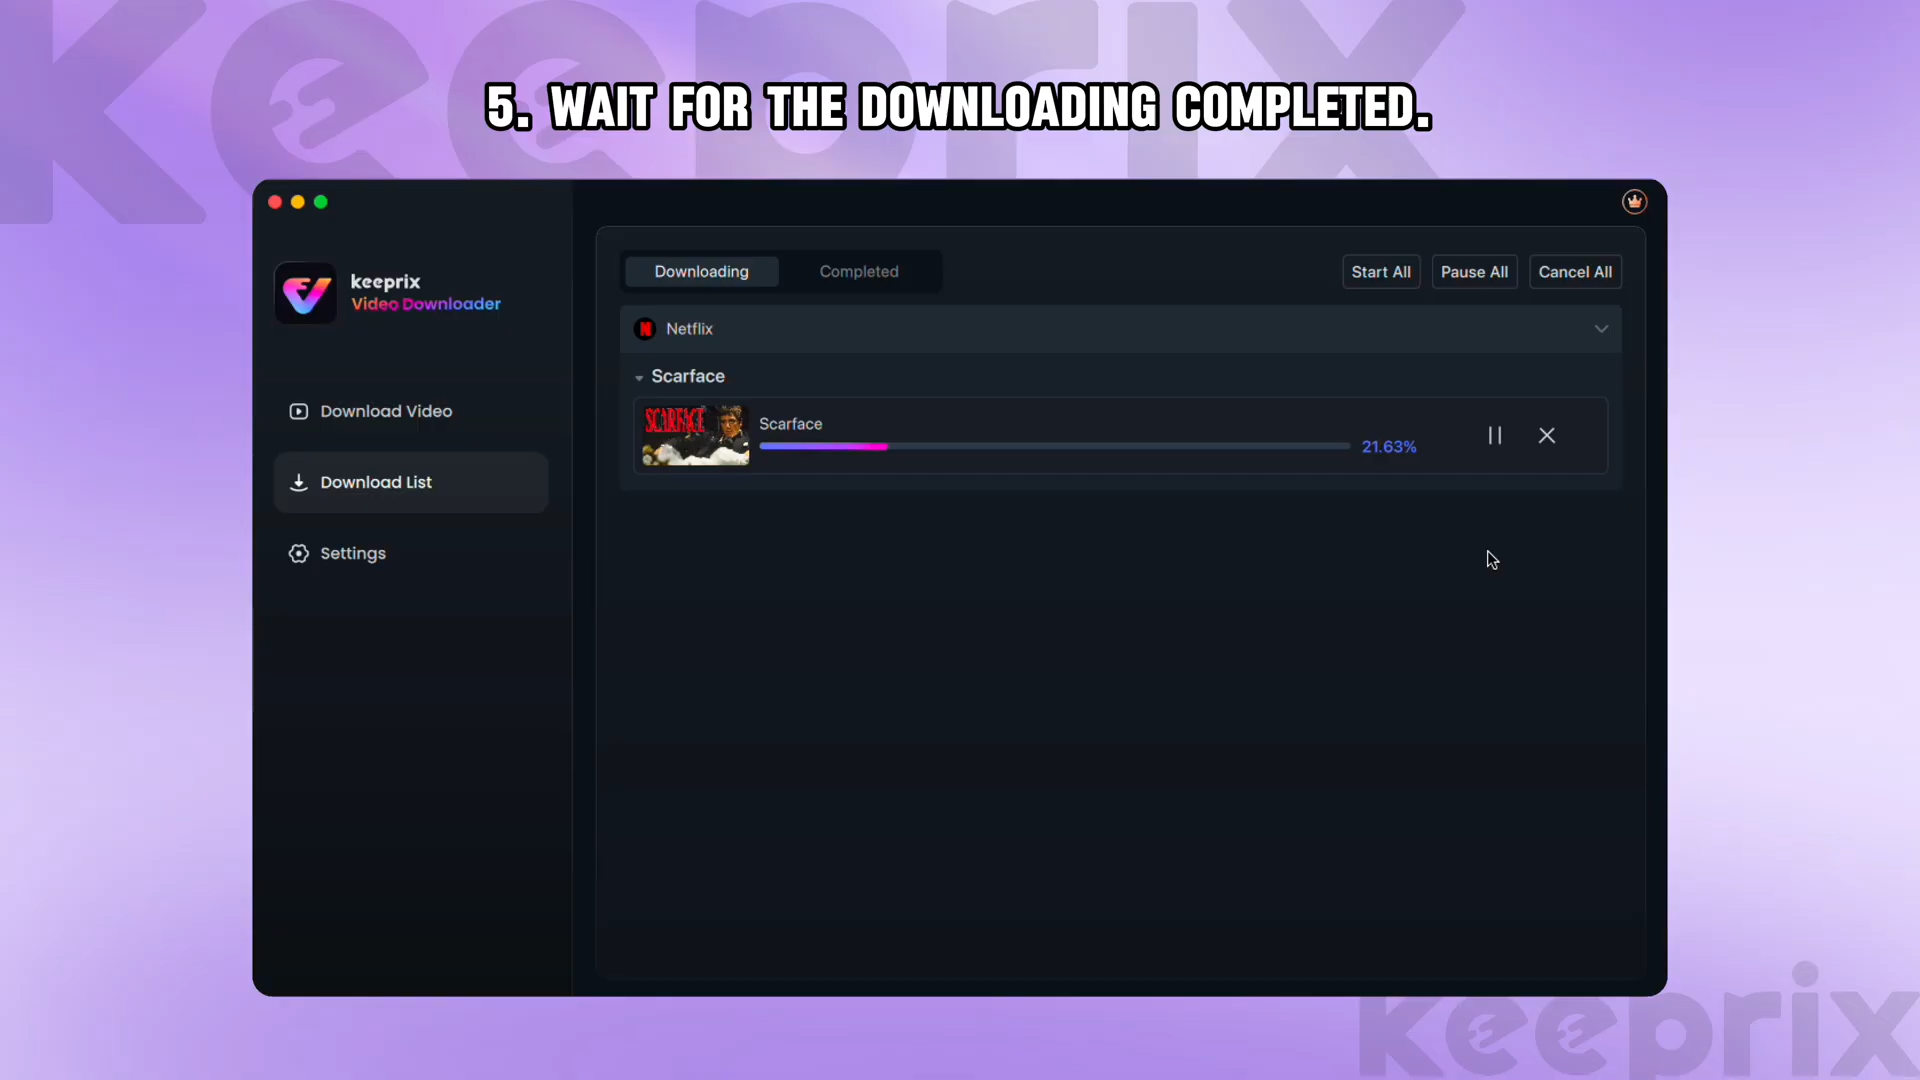 keeprix
5. WAIT FOR THE DOWNLOADING COMPLETED.
keeprix
Video Downloader
Download Video
Download List
Settings
Downloading
Completed
Start All
Pause All
Cancel All
Netflix
Scarface
SCARFACE
Scarface
21.63%
keeprix